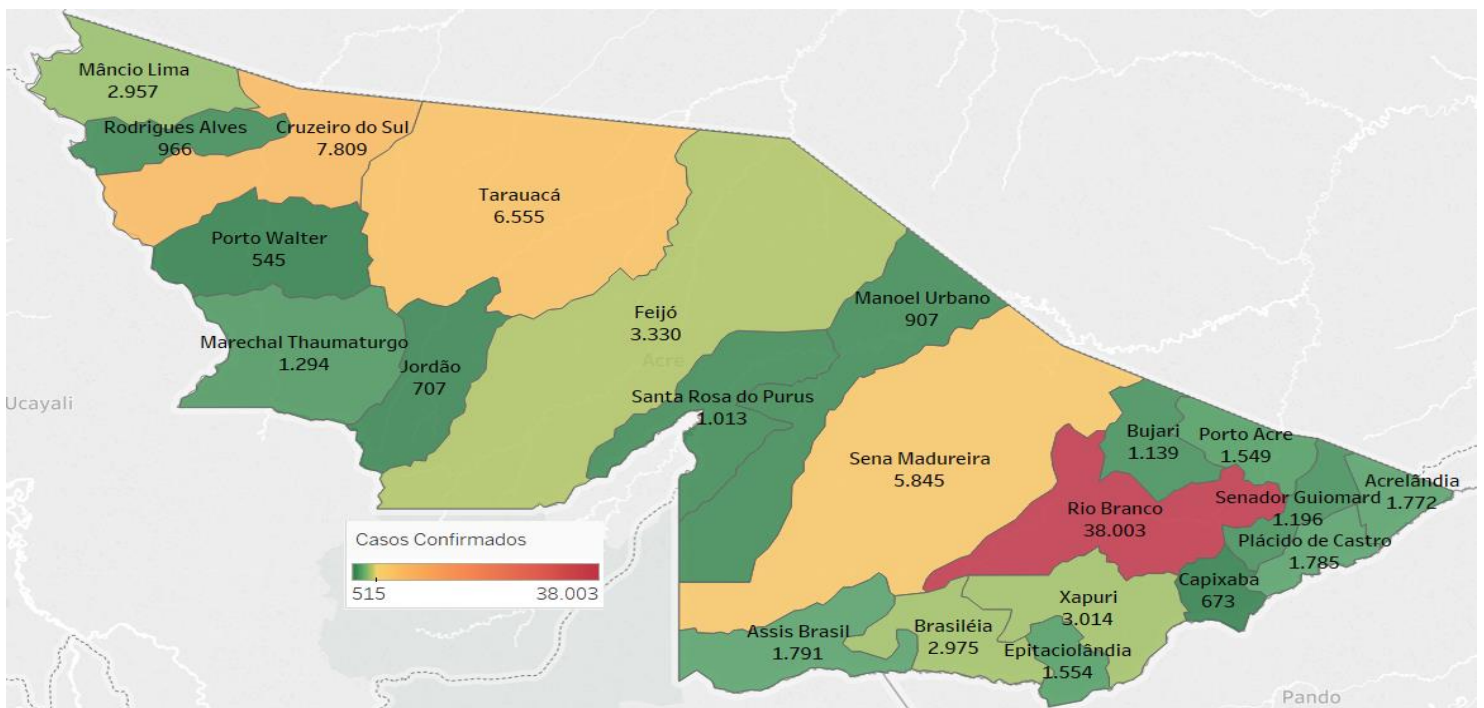 Mâncio Lima
2.957
Rodrigues Alves
966
Cruzeiro do Sul
7.809
Tarauacá
6.555
Porto Walter
545
Marechal Thaumaturgo
1.294
Jordão
707
Feijó
3.330
Acre
Manoel Urbano
907
Santa Rosa do Purus
1.013
Ucayali
Sena Madureira
5.845
Bujari
1.139
Porto Acre
1.549
Rio Branco
38.003
Senador Guiomard
1.196
Acrelândia
1.772
Plácido de Castro
1.785
Capixaba
673
Xapuri
3.014
Assis Brasil
1.791
Brasiléia
2.975
Epitaciolândia
1.554
Pando
Casos Confirmados
515 38.003